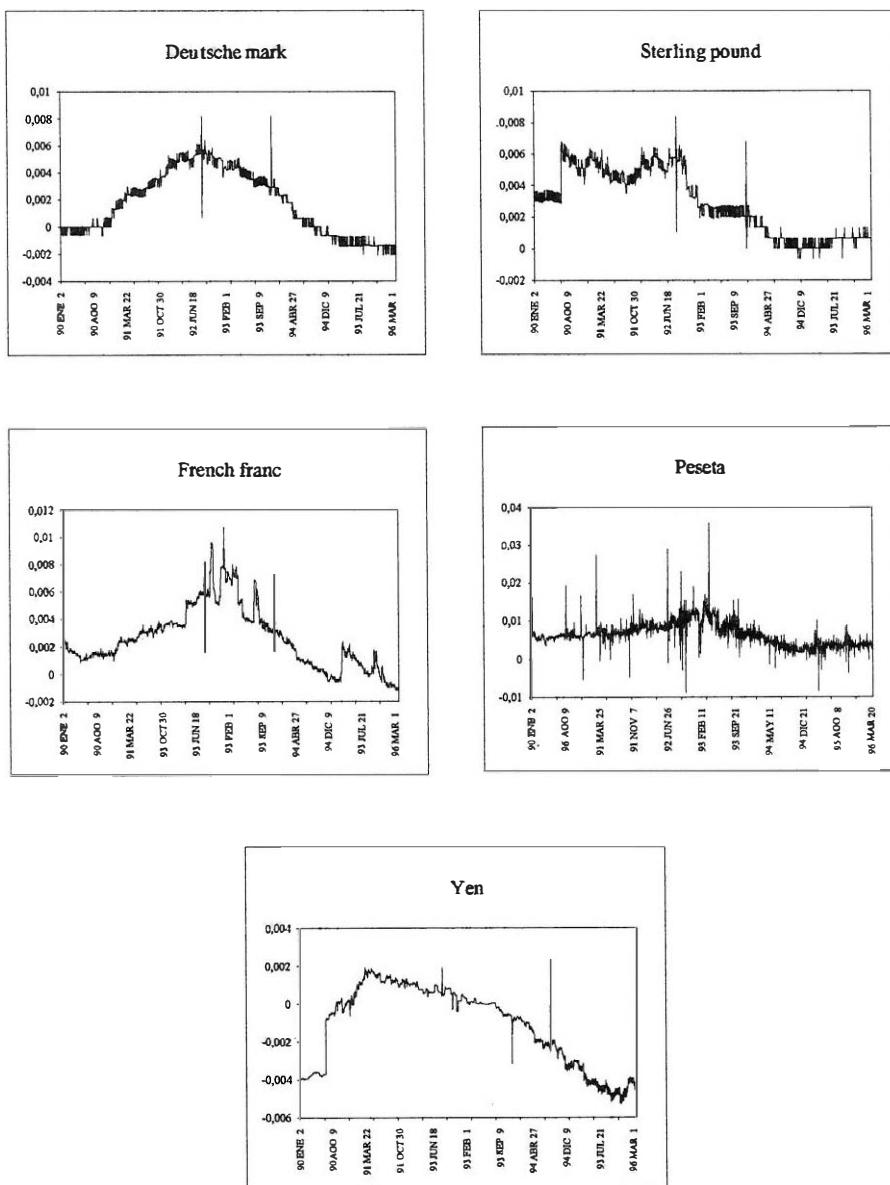 Deutsche mark
0,01
0,008
0,006
0,004
0,002
0
-0,002
-0,004
90 ENE 2
90 AGO 9
91 MAR 22
91 OCT 30
92 JUN 18
93 FEB 1
93 SEP 9
94 ABR 27
94 DIC 9
93 JUL 21
96 MAR 1
Sterling pound
0,01
0,008
0,006
0,004
0,002
0
-0,002
90 ENE 2
90 AGO 9
91 MAR 22
91 OCT 30
92 JUN 18
93 FEB 1
93 SEP 9
94 ABR 27
94 DIC 9
93 JUL 21
96 MAR 1
French franc
0,012
0,01
0,008
0,006
0,004
0,002
0
-0,002
90 ENE 2
90 AGO 9
91 MAR 22
93 OCT 30
93 JUN 18
93 FEB 1
93 SEP 9
94 ABR 27
94 DIC 9
93 JUL 21
96 MAR 1
Peseta
0,04
0,03
0,02
0,01
0
-0,01
90 ENE 2
96 AGO 9
91 MAR 25
91 NOV 7
92 JUN 26
93 FEB 11
93 SEP 21
94 MAY 11
94 DIC 21
95 AGO 8
96 MAR 20
Yen
0,004
0,002
0
-0,002
-0,004
-0,006
90 ENE 2
90 AGO 9
91 MAR 22
91 OCT 30
93 JUN 18
93 FEB 1
93 SEP 9
94 ABR 27
94 DIC 9
93 JUL 21
96 MAR 1